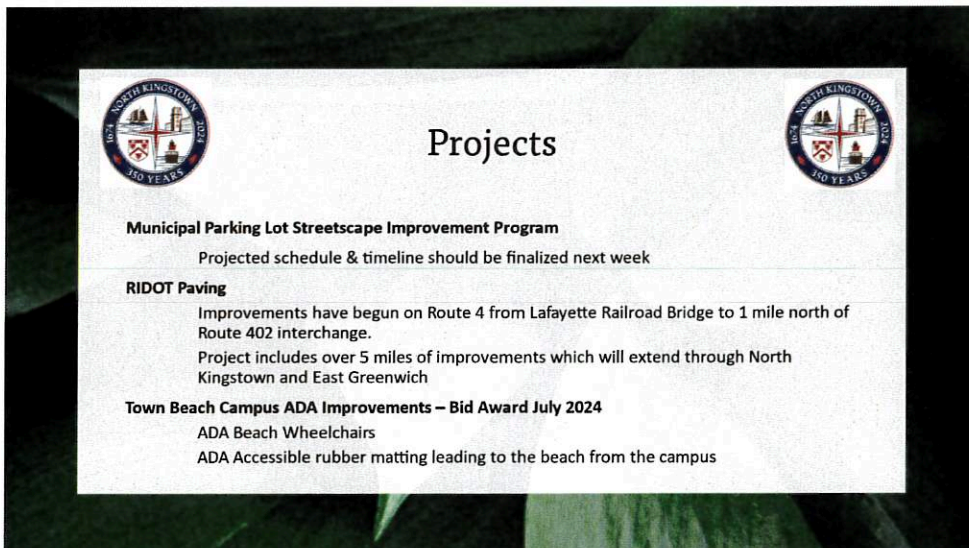 NORTH KINGSTOWN
1674 2024
350 YEARS
Projects
NORTH KINGSTOWN
1674 2024
350 YEARS
Municipal Parking Lot Streetscape Improvement Program
Projected schedule & timeline should be finalized next week
RIDOT Paving
Improvements have begun on Route 4 from Lafayette Railroad Bridge to 1 mile north of
Route 402 interchange.
Project includes over 5 miles of improvements which will extend through North
Kingstown and East Greenwich
Town Beach Campus ADA Improvements – Bid Award July 2024
ADA Beach Wheelchairs
ADA Accessible rubber matting leading to the beach from the campus